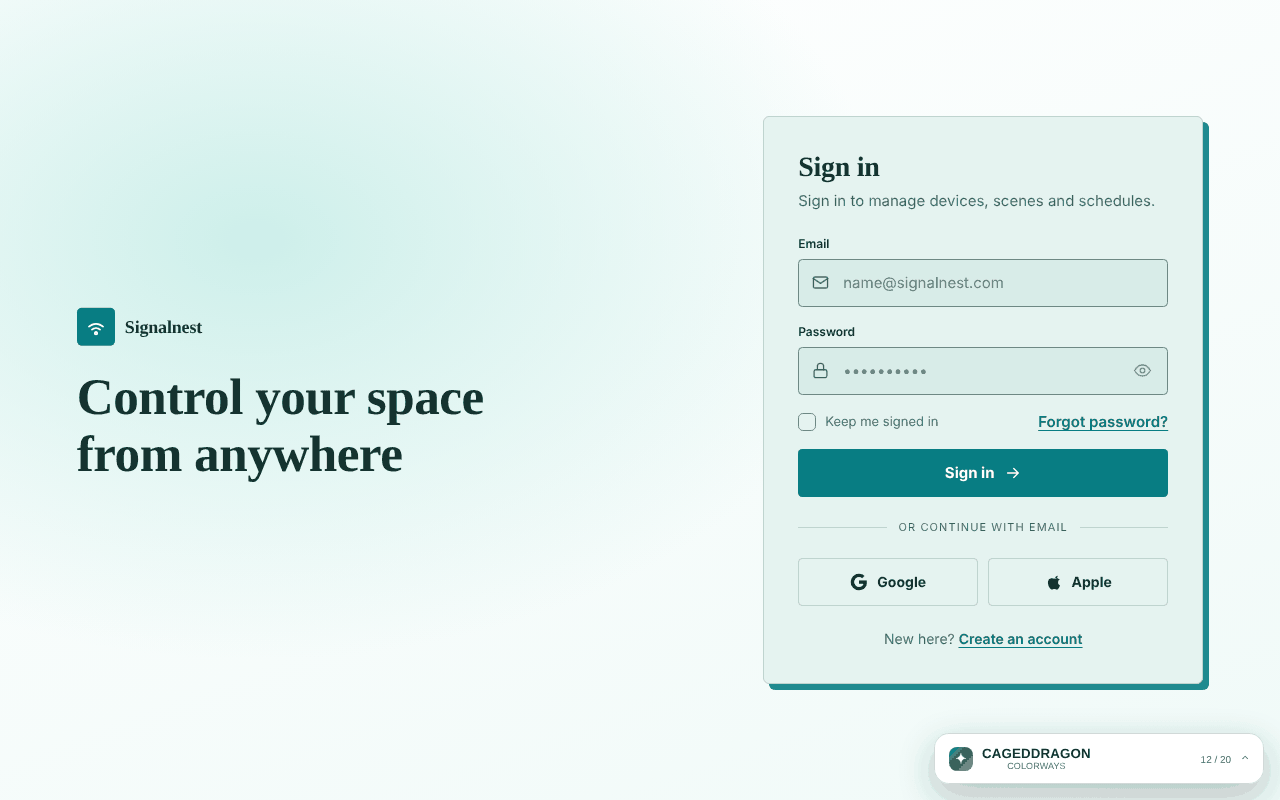 Signalnest
Control your space
from anywhere
Sign in
Sign in to manage devices, scenes and schedules.
Email
name@signalnest.com
Password
••••••••••
Keep me signed in
Forgot password?
Sign in →
OR CONTINUE WITH EMAIL
Google
Apple
New here? Create an account
CAGEDDRAGON
COLORWAYS
12 / 20